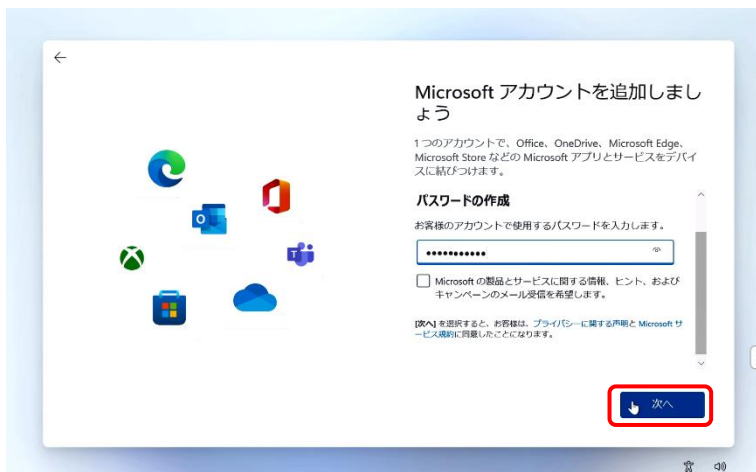 Microsoft アカウントを追加しまし
ょう
1 つのアカウントで、Office、OneDrive、Microsoft Edge、
Microsoft Store などの Microsoft アプリとサービスをデバイ
スに結びつけます。
パスワードの作成
お客様のアカウントで使用するパスワードを入力します。
•••••••••••
Microsoft の製品とサービスに関する情報、ヒント、および
キャンペーンのメール受信を希望します。
[次へ] を選択すると、お客様は、プライバシーに関する声明と Microsoft サ
ービス規約に同意したことになります。
次へ